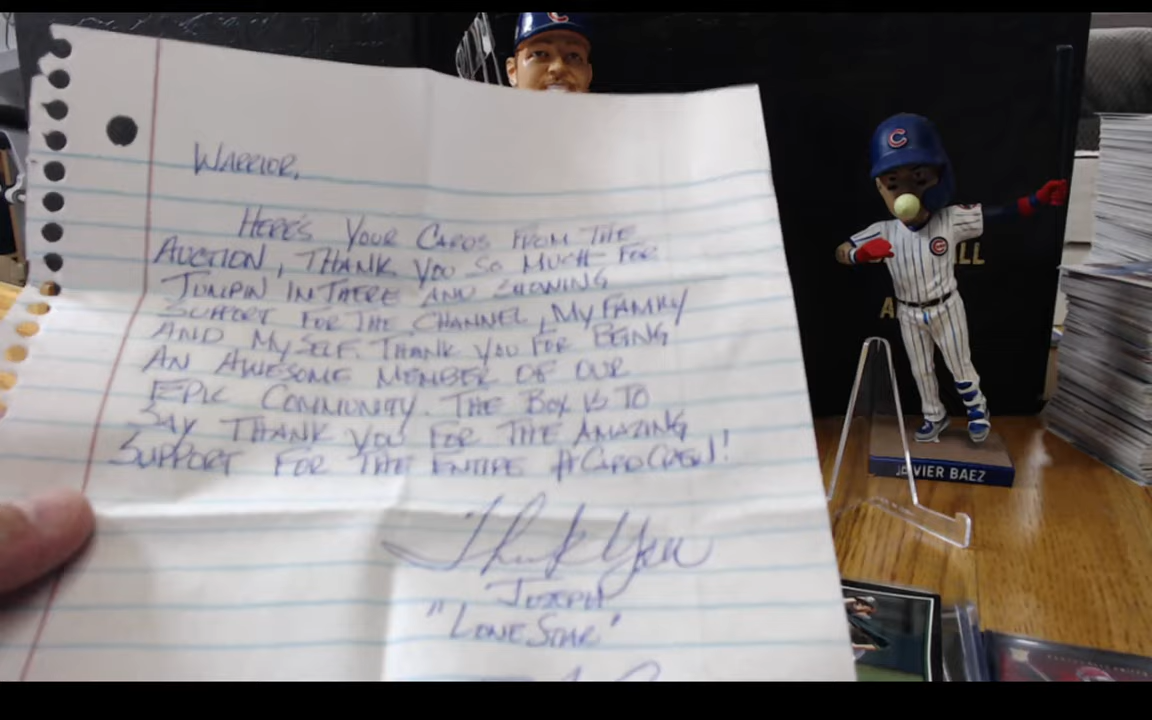 WARRIOR,
HERE'S YOUR CARDS FROM THE
AUCTION, THANK YOU SO MUCH FOR
JUMPIN IN THERE AND SHOWING
SUPPORT FOR THE CHANNEL, MY FAMILY
AND MYSELF. THANK YOU FOR BEING
AN AWESOME MEMBER OF OUR
EPIC COMMUNITY. THE BOX IS TO
SAY THANK YOU FOR THE AMAZING
SUPPORT FOR THE ENTIRE #CARDCREW!
Thank You
JOSEPH
"LONE STAR"
C
C
C
JAVIER BAEZ